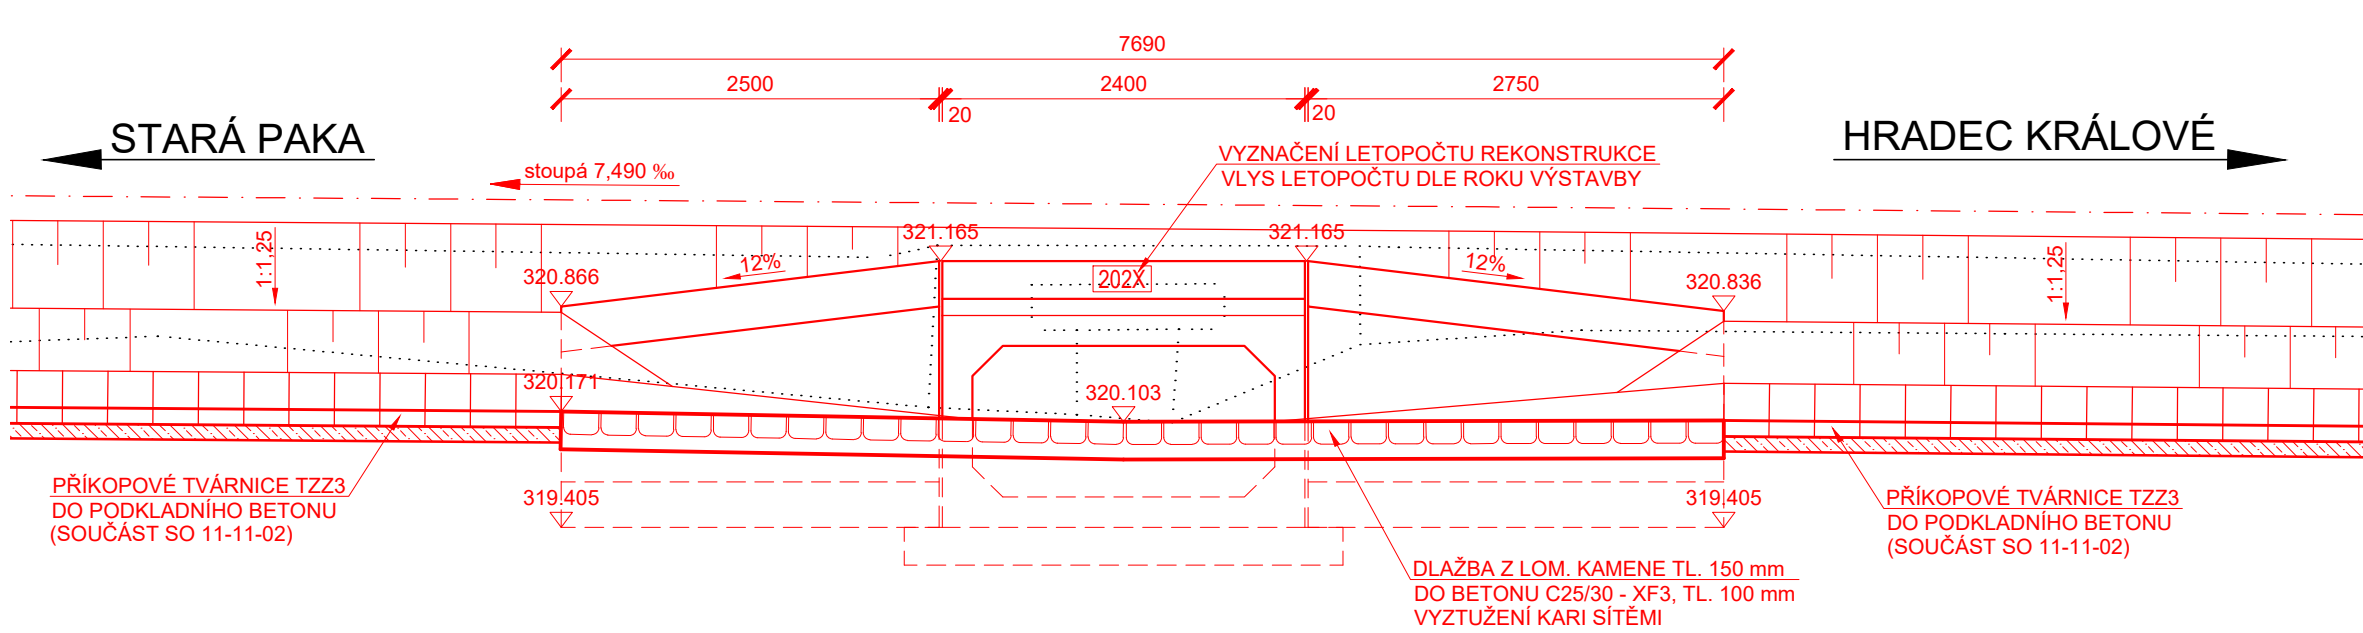 7690
2500
2400
2750
20
20
STARÁ PAKA
HRADEC KRÁLOVÉ
stoupá 7,490 ‰
VYZNAČENÍ LETOPOČTU REKONSTRUKCE
VLYS LETOPOČTU DLE ROKU VÝSTAVBY
321.165
321.165
1:1,25
1:1,25
12%
12%
202X
320.866
320.836
320.171
320.103
319.405
319.405
PŘÍKOPOVÉ TVÁRNICE TZZ3
DO PODKLADNÍHO BETONU
(SOUČÁST SO 11-11-02)
PŘÍKOPOVÉ TVÁRNICE TZZ3
DO PODKLADNÍHO BETONU
(SOUČÁST SO 11-11-02)
DLAŽBA Z LOM. KAMENE TL. 150 mm
DO BETONU C25/30 - XF3, TL. 100 mm
VYZTUŽENÍ KARI SÍTĚMI